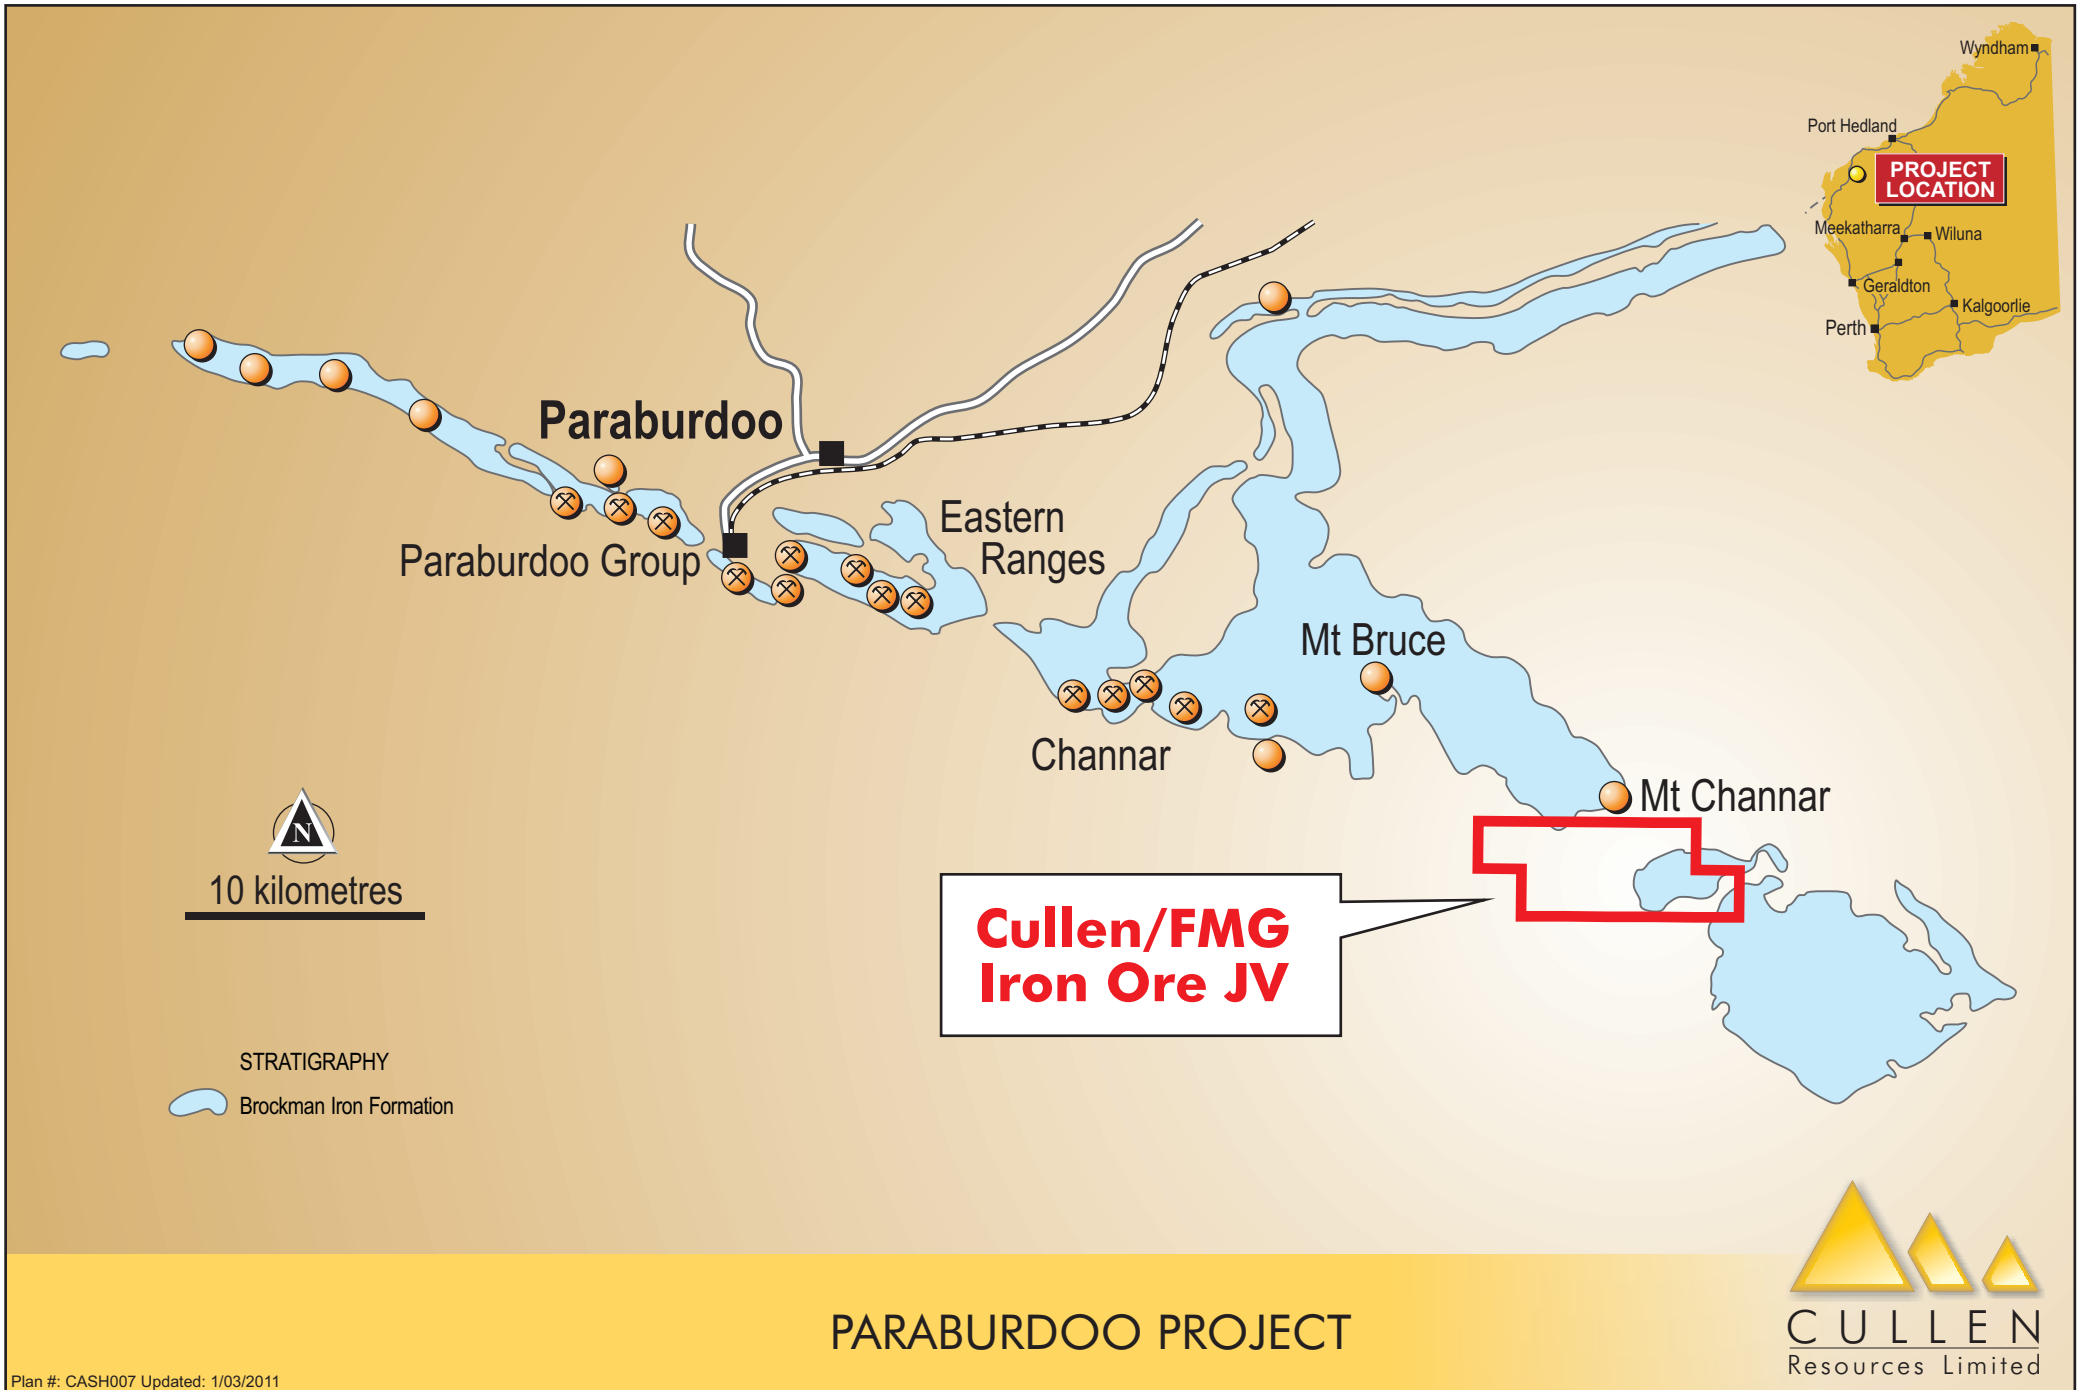 Wyndham
Port Hedland
PROJECT
LOCATION
Meekatharra
Wiluna
Geraldton
Kalgoorlie
Perth
Paraburdoo
Eastern
Ranges
Paraburdoo Group
Mt Bruce
Channar
Mt Channar
N
10 kilometres
Cullen/FMG
Iron Ore JV
STRATIGRAPHY
Brockman Iron Formation
PARABURDOO PROJECT
CULLEN
Resources Limited
Plan #: CASH007 Updated: 1/03/2011